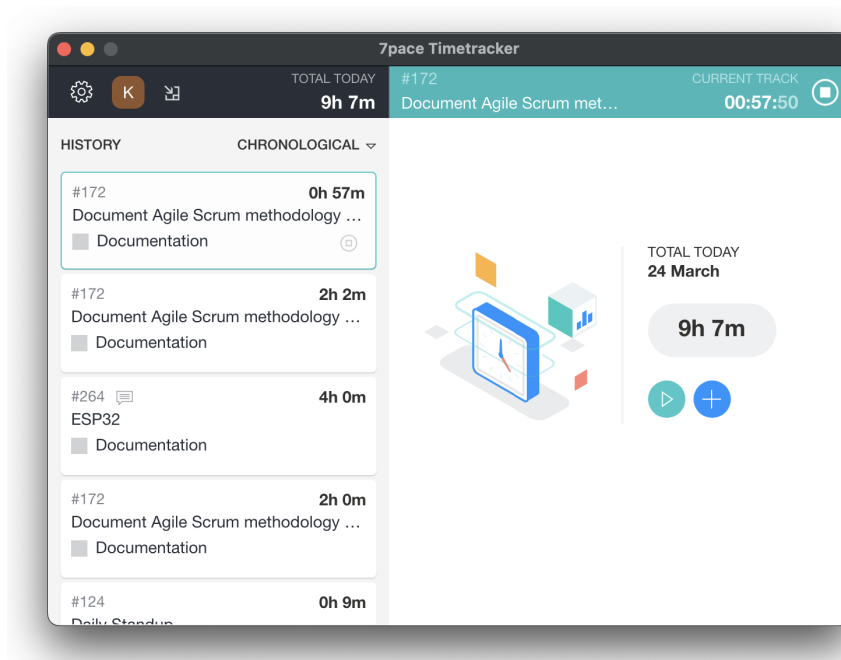 7pace Timetracker
K
TOTAL TODAY
9h 7m
#172
Document Agile Scrum met...
CURRENT TRACK
00:57:50
HISTORY
CHRONOLOGICAL
#172
0h 57m
Document Agile Scrum methodology ...
Documentation
#172
2h 2m
Document Agile Scrum methodology ...
Documentation
#264
4h 0m
ESP32
Documentation
#172
2h 0m
Document Agile Scrum methodology ...
Documentation
#124
0h 9m
Daily Standup
TOTAL TODAY
24 March
9h 7m